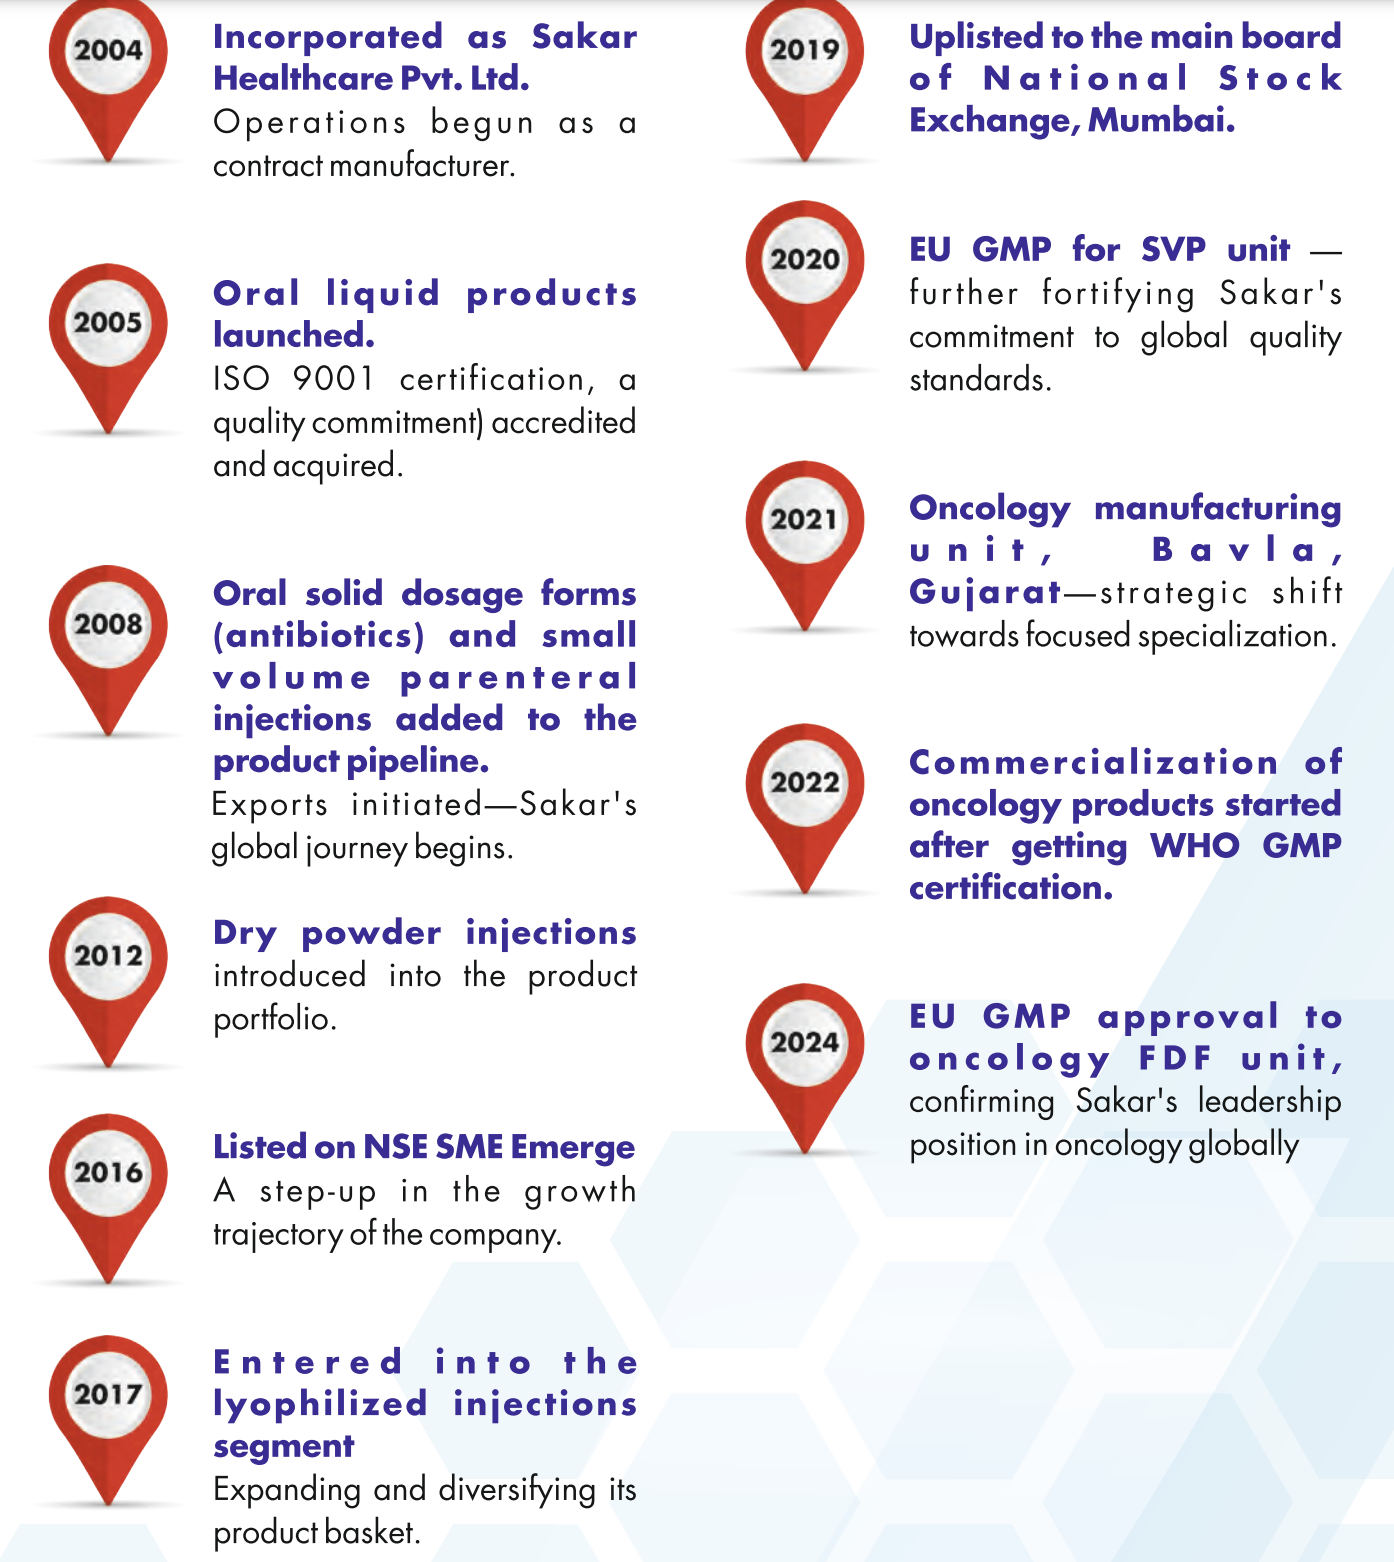 2004
Incorporated as Sakar
Healthcare Pvt. Ltd.
Operations begun as a
contract manufacturer.
2005
Oral liquid products
launched.
ISO 9001 certification, a
quality commitment) accredited
and acquired.
2008
Oral solid dosage forms
(antibiotics) and small
volume parenteral
injections added to the
product pipeline.
Exports initiated—Sakar's
global journey begins.
2012
Dry powder injections
introduced into the product
portfolio.
2016
Listed on NSE SME Emerge
A step-up in the growth
trajectory of the company.
2017
Entered into the
lyophilized injections
segment
Expanding and diversifying its
product basket.
2019
Uplisted to the main board
of National Stock
Exchange, Mumbai.
2020
EU GMP for SVP unit —
further fortifying Sakar's
commitment to global quality
standards.
2021
Oncology manufacturing
unit, Bavla,
Gujarat—strategic shift
towards focused specialization.
2022
Commercialization of
oncology products started
after getting WHO GMP
certification.
2024
EU GMP approval to
oncology FDF unit,
confirming Sakar's leadership
position in oncology globally